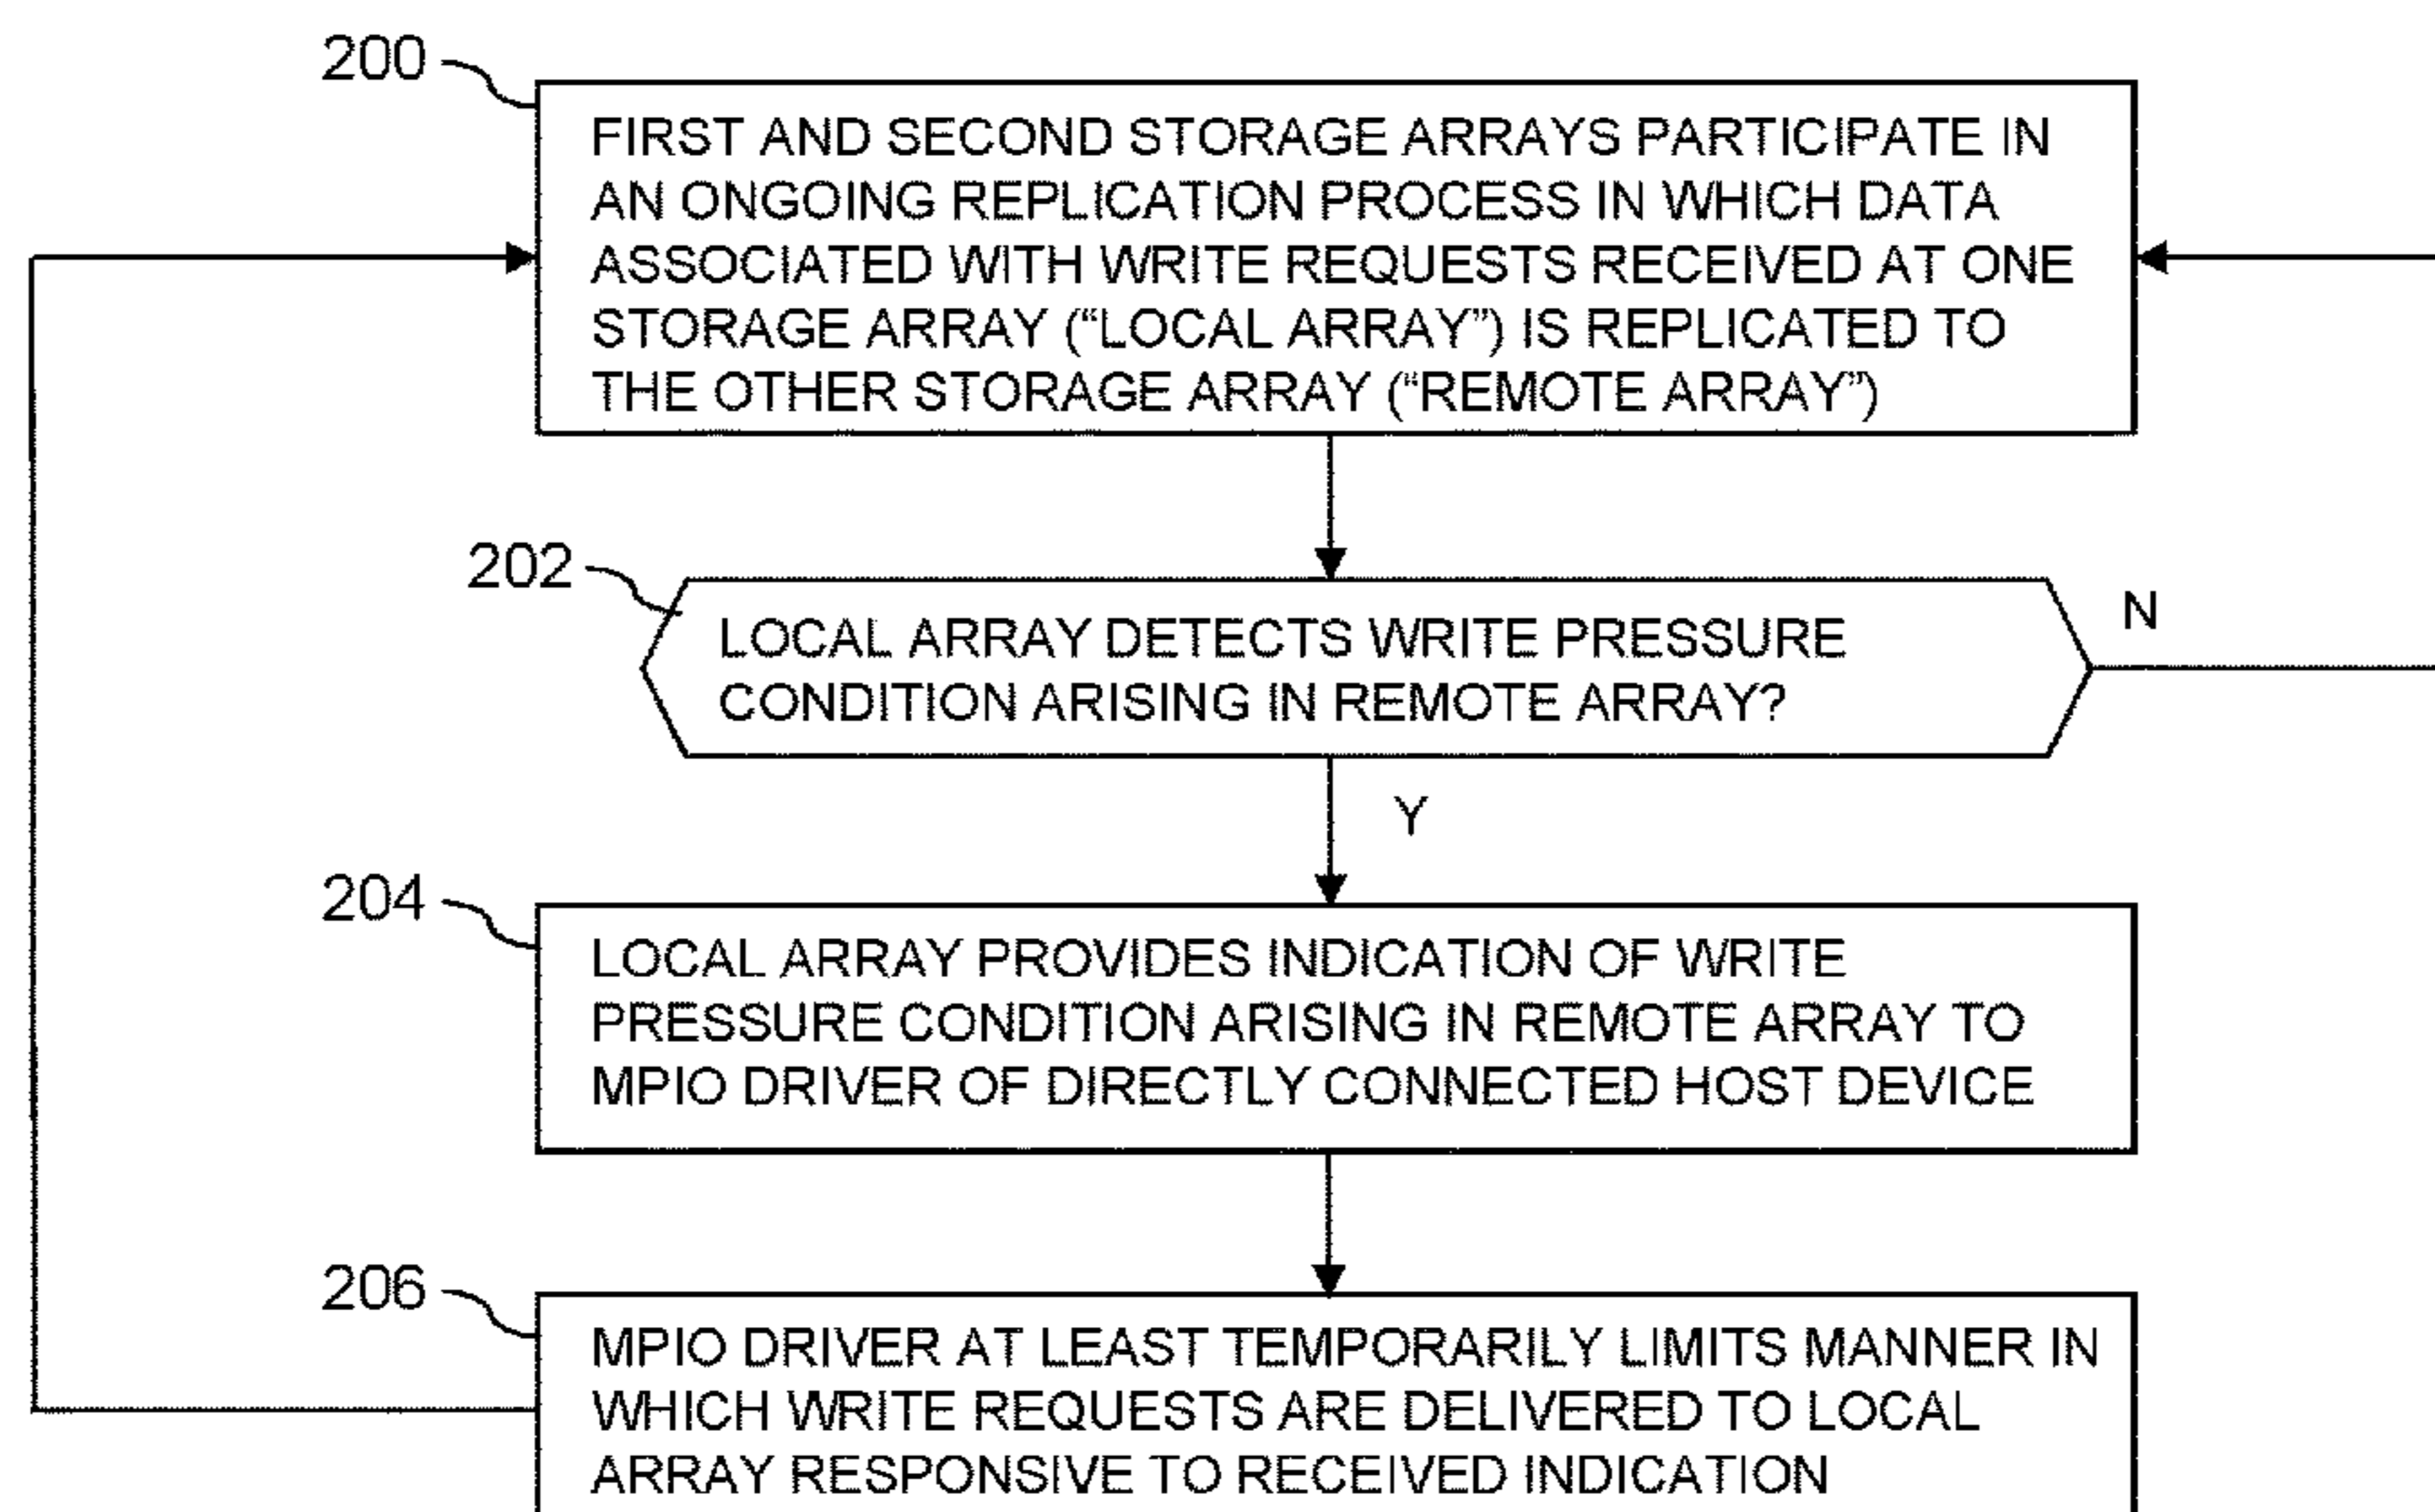 200
FIRST AND SECOND STORAGE ARRAYS PARTICIPATE IN
AN ONGOING REPLICATION PROCESS IN WHICH DATA
ASSOCIATED WITH WRITE REQUESTS RECEIVED AT ONE
STORAGE ARRAY (“LOCAL ARRAY”) IS REPLICATED TO
THE OTHER STORAGE ARRAY (“REMOTE ARRAY”)
202
LOCAL ARRAY DETECTS WRITE PRESSURE
CONDITION ARISING IN REMOTE ARRAY?
N
Y
204
LOCAL ARRAY PROVIDES INDICATION OF WRITE
PRESSURE CONDITION ARISING IN REMOTE ARRAY TO
MPIO DRIVER OF DIRECTLY CONNECTED HOST DEVICE
206
MPIO DRIVER AT LEAST TEMPORARILY LIMITS MANNER IN
WHICH WRITE REQUESTS ARE DELIVERED TO LOCAL
ARRAY RESPONSIVE TO RECEIVED INDICATION